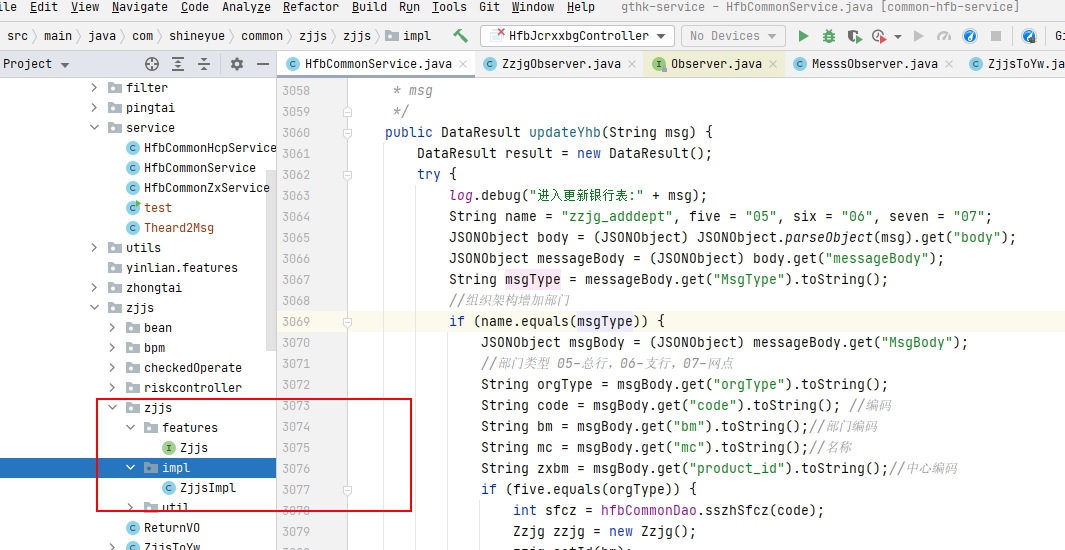 ile Edit View Navigate Code Analyze Refactor Build Run Tools Git Window Help gthk-service – HfbCommonService.java [common-hfb-service]
src main java com shineyue common zjjs zjjs impl HfbJcrxxbgController No Devices Gi
Project HfbCommonService.java ZzjgObserver.java Observer.java MesssObserver.java ZjjsToYw.ja
filter
pingtai
service
HfbCommonHcpService
HfbCommonService
HfbCommonZxService
test
Theard2Msg
utils
yinlian.features
zhongtai
zjjs
bean
bpm
checkedOperate
riskcontroller
zjjs
features
Zjjs
impl
ZjjsImpl
util
ReturnVO
ZjjsToYw
3058 * msg
3059 */
3060 public DataResult updateYhb(String msg) {
3061 DataResult result = new DataResult();
3062 try {
3063 log.debug("进入更新银行表:" + msg);
3064 String name = "zzjg_adddept", five = "05", six = "06", seven = "07";
3065 JSONObject body = (JSONObject) JSONObject.parseObject(msg).get("body");
3066 JSONObject messageBody = (JSONObject) body.get("messageBody");
3067 String msgType = messageBody.get("MsgType").toString();
3068 //组织架构增加部门
3069 if (name.equals(msgType)) {
3070 JSONObject msgBody = (JSONObject) messageBody.get("MsgBody");
3071 //部门类型 05-总行，06-支行，07-网点
3072 String orgType = msgBody.get("orgType").toString();
3073 String code = msgBody.get("code").toString(); //编码
3074 String bm = msgBody.get("bm").toString();//部门编码
3075 String mc = msgBody.get("mc").toString();//名称
3076 String zxbm = msgBody.get("product_id").toString();//中心编码
3077 if (five.equals(orgType)) {
3078 int sfcz = hfbCommonDao.sszhSfcz(code);
3079 Zzjg zzjg = new Zzjg();
zzjg.setId(bm);